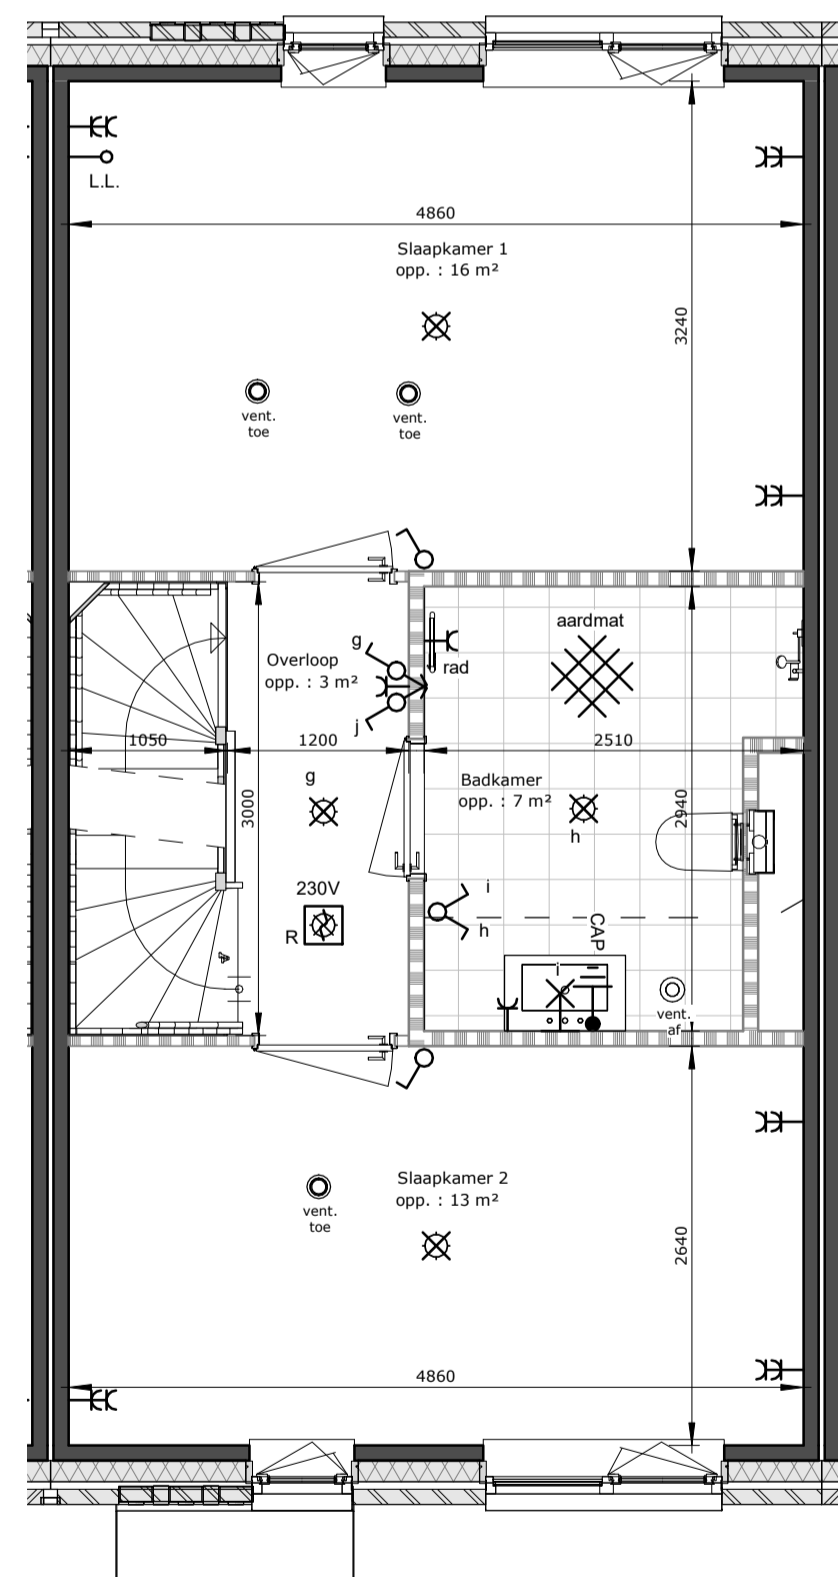 L.L.
4860
Slaapkamer 1
opp. : 16 m²
3240
vent.
toe
vent.
toe
aardmat
g
Overloop
opp. : 3 m²
rad
j
1050
1200
2510
g
Badkamer
opp. : 7 m²
3000
2940
h
230V
R
i
h
CAP
i
vent.
af
Slaapkamer 2
opp. : 13 m²
vent.
toe
2640
4860